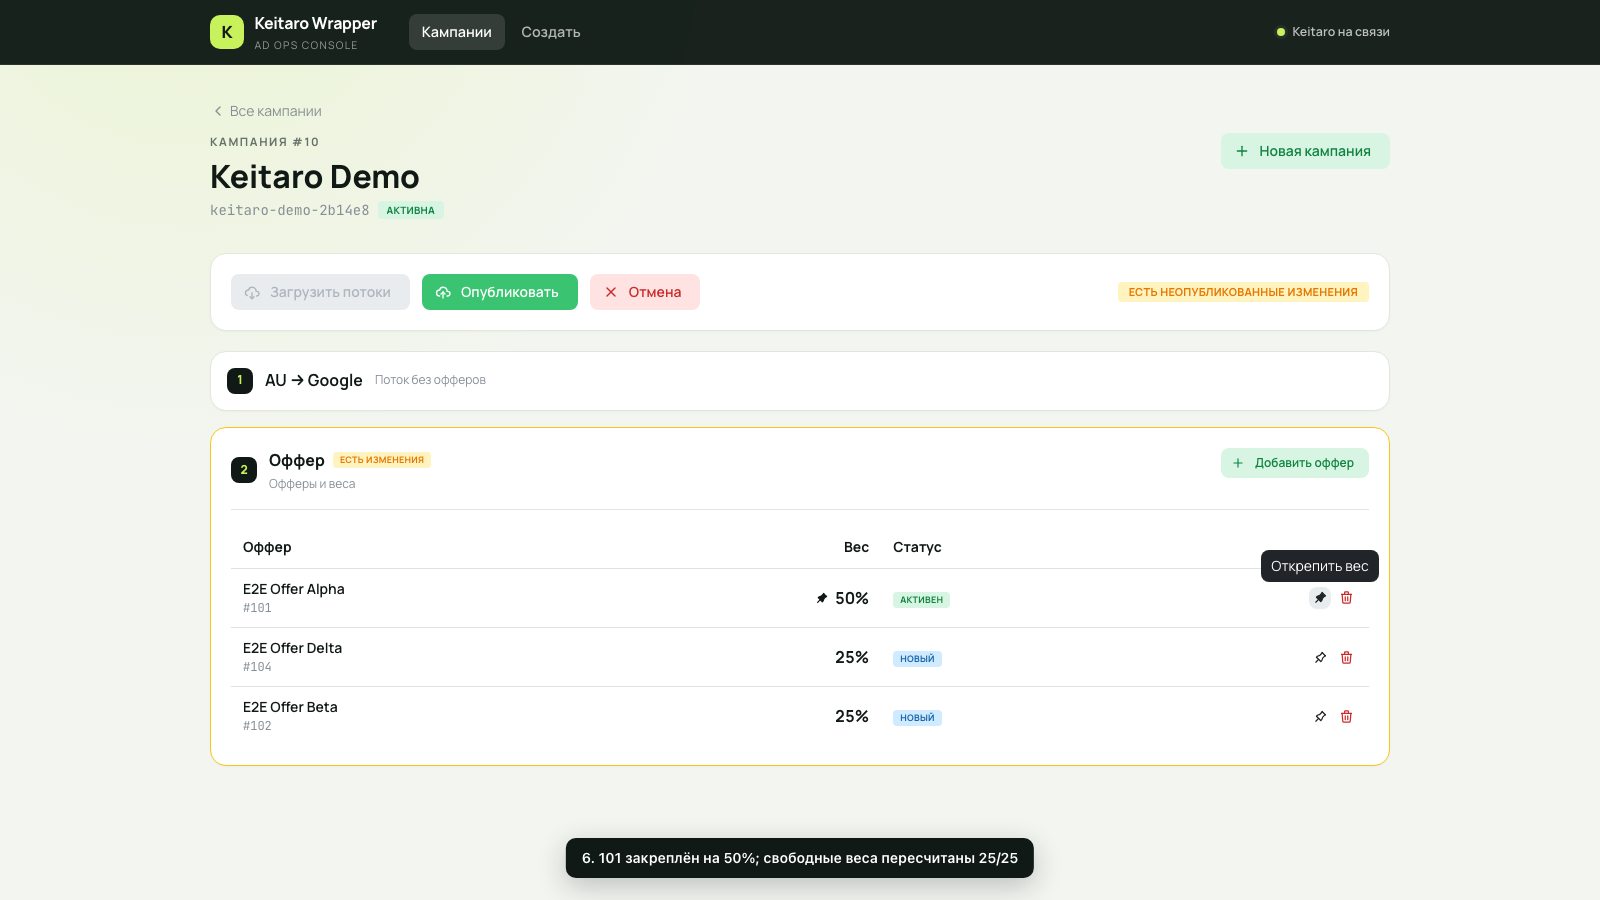 K
Keitaro Wrapper
AD OPS CONSOLE
Кампании
Создать
Keitaro на связи
Все кампании
КАМПАНИЯ #10
Keitaro Demo
keitaro-demo-2b14e8
АКТИВНА
Новая кампания
Загрузить потоки
Опубликовать
Отмена
ЕСТЬ НЕОПУБЛИКОВАННЫЕ ИЗМЕНЕНИЯ
1
AU → Google
Поток без офферов
2
Оффер
ЕСТЬ ИЗМЕНЕНИЯ
Офферы и веса
Добавить оффер
Оффер
Вес
Статус
Открепить вес
E2E Offer Alpha
#101
50%
АКТИВЕН
E2E Offer Delta
#104
25%
НОВЫЙ
E2E Offer Beta
#102
25%
НОВЫЙ
6. 101 закреплён на 50%; свободные веса пересчитаны 25/25